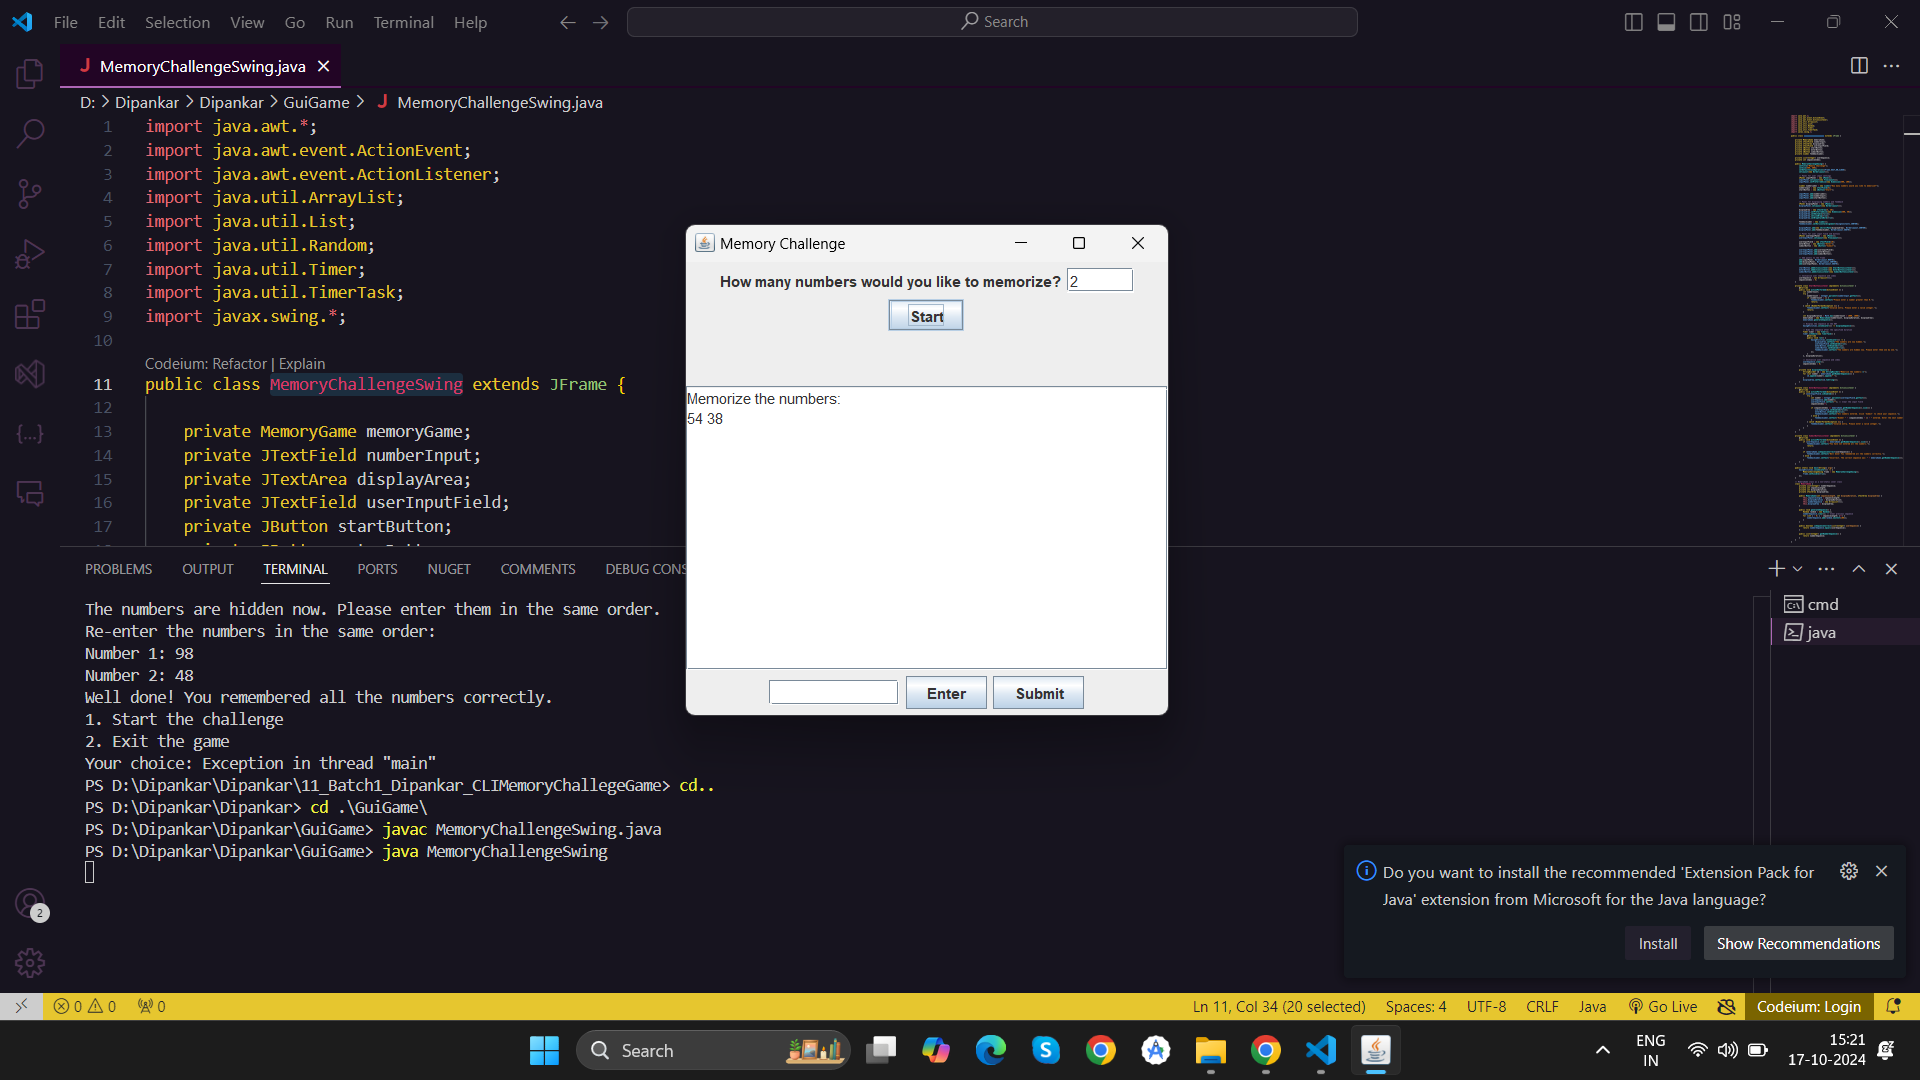 File Edit Selection View Go Run Terminal Help
Search
J MemoryChallengeSwing.java
D: > Dipankar > Dipankar > GuiGame > J MemoryChallengeSwing.java
1 import java.awt.*;
2 import java.awt.event.ActionEvent;
3 import java.awt.event.ActionListener;
4 import java.util.ArrayList;
5 import java.util.List;
6 import java.util.Random;
7 import java.util.Timer;
8 import java.util.TimerTask;
9 import javax.swing.*;
10
Codeium: Refactor | Explain
11 public class MemoryChallengeSwing extends JFrame {
12
13 private MemoryGame memoryGame;
14 private JTextField numberInput;
15 private JTextArea displayArea;
16 private JTextField userInputField;
17 private JButton startButton;
Memory Challenge
How many numbers would you like to memorize? 2
Start
Memorize the numbers:
54 38
Enter Submit
PROBLEMS OUTPUT TERMINAL PORTS NUGET COMMENTS DEBUG CONS
The numbers are hidden now. Please enter them in the same order.
Re-enter the numbers in the same order:
Number 1: 98
Number 2: 48
Well done! You remembered all the numbers correctly.
1. Start the challenge
2. Exit the game
Your choice: Exception in thread "main"
PS D:\Dipankar\Dipankar\11_Batch1_Dipankar_CLIMemoryChallegeGame> cd..
PS D:\Dipankar\Dipankar> cd .\GuiGame\
PS D:\Dipankar\Dipankar\GuiGame> javac MemoryChallengeSwing.java
PS D:\Dipankar\Dipankar\GuiGame> java MemoryChallengeSwing
cmd
java
Do you want to install the recommended 'Extension Pack for
Java' extension from Microsoft for the Java language?
Install Show Recommendations
2
0 0 0
Ln 11, Col 34 (20 selected) Spaces: 4 UTF-8 CRLF Java Go Live Codeium: Login
Search
ENG
IN
15:21
17-10-2024